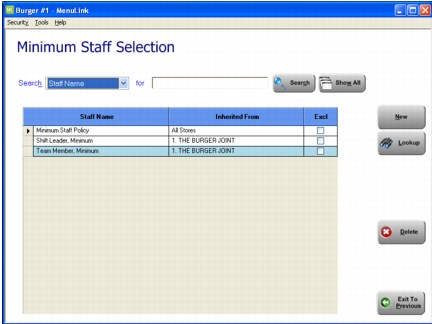 Burger #1 - MenuLink
Security Tools Help
Minimum Staff Selection
Search Staff Name for Search Show All
Staff Name Inherited From Excl
Minimum Staff Policy All Stores
Shift Leader, Minimum 1. THE BURGER JOINT
Team Member, Minimum 1. THE BURGER JOINT
New
Lookup
Delete
Exit To
Previous